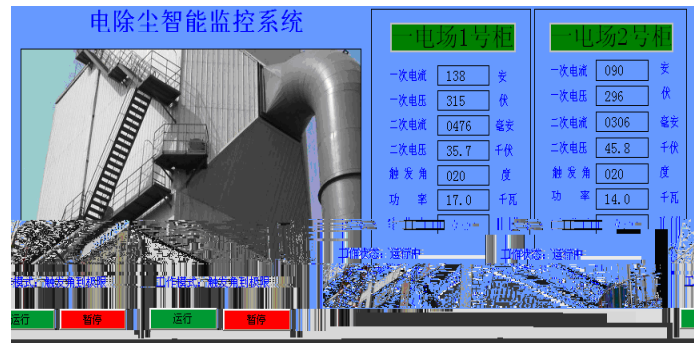 电除尘智能监控系统
一电场1号柜
一次电流 138 安
一次电压 315 伏
二次电流 0476 毫安
二次电压 35.7 千伏
触发角 020 度
功率 17.0 千瓦
工作状态：运行中
一电场2号柜
一次电流 090 安
一次电压 296 伏
二次电流 0306 毫安
二次电压 45.8 千伏
触发角 020 度
功率 14.0 千瓦
工作状态：运行中
运行 暂停 运行 暂停